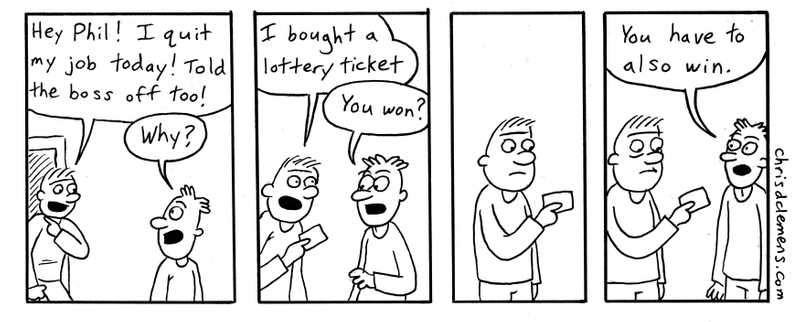 Hey Phil! I quit
my job today! Told
the boss off too!
Why?
I bought a
lottery ticket
You won?
You have to
also win.
chrisdclemens.com